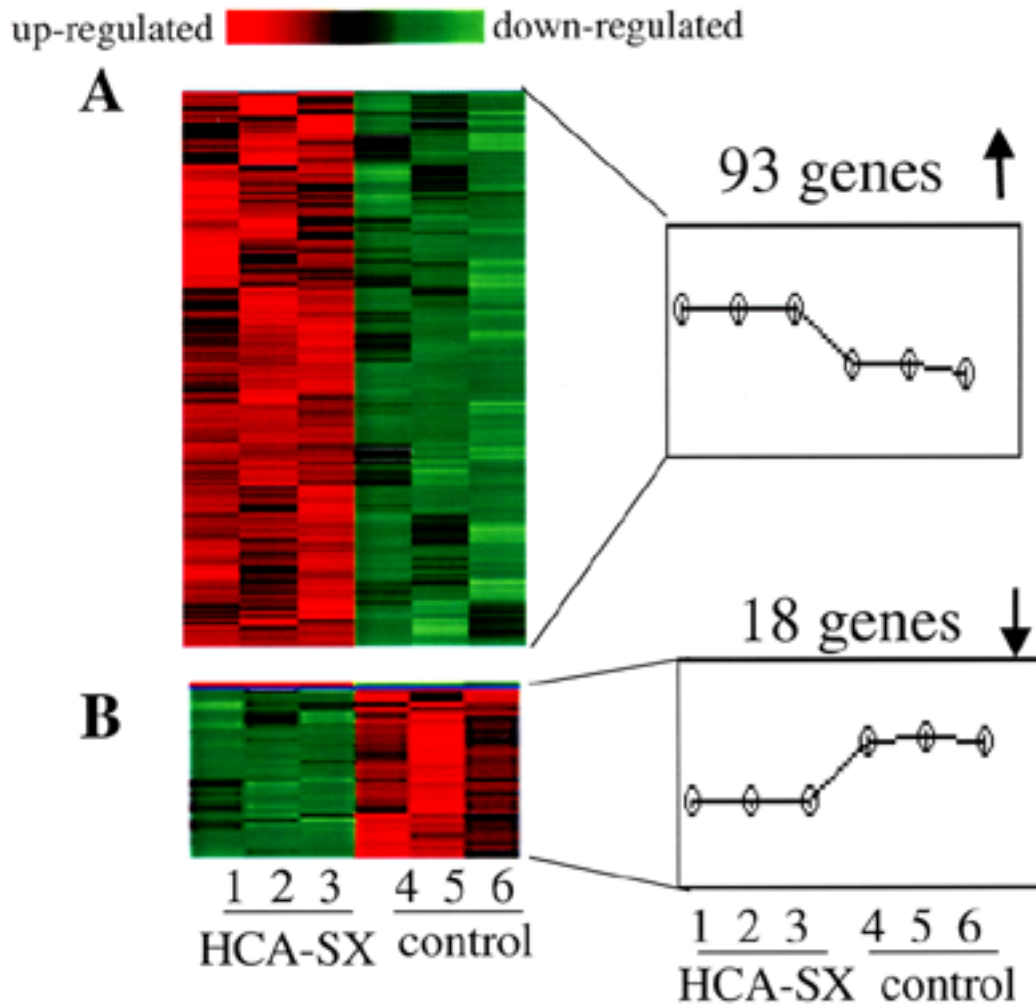 up-regulated down-regulated
A
93 genes
18 genes
B
1 2 3 4 5 6
HCA-SX control
1 2 3 4 5 6
HCA-SX control